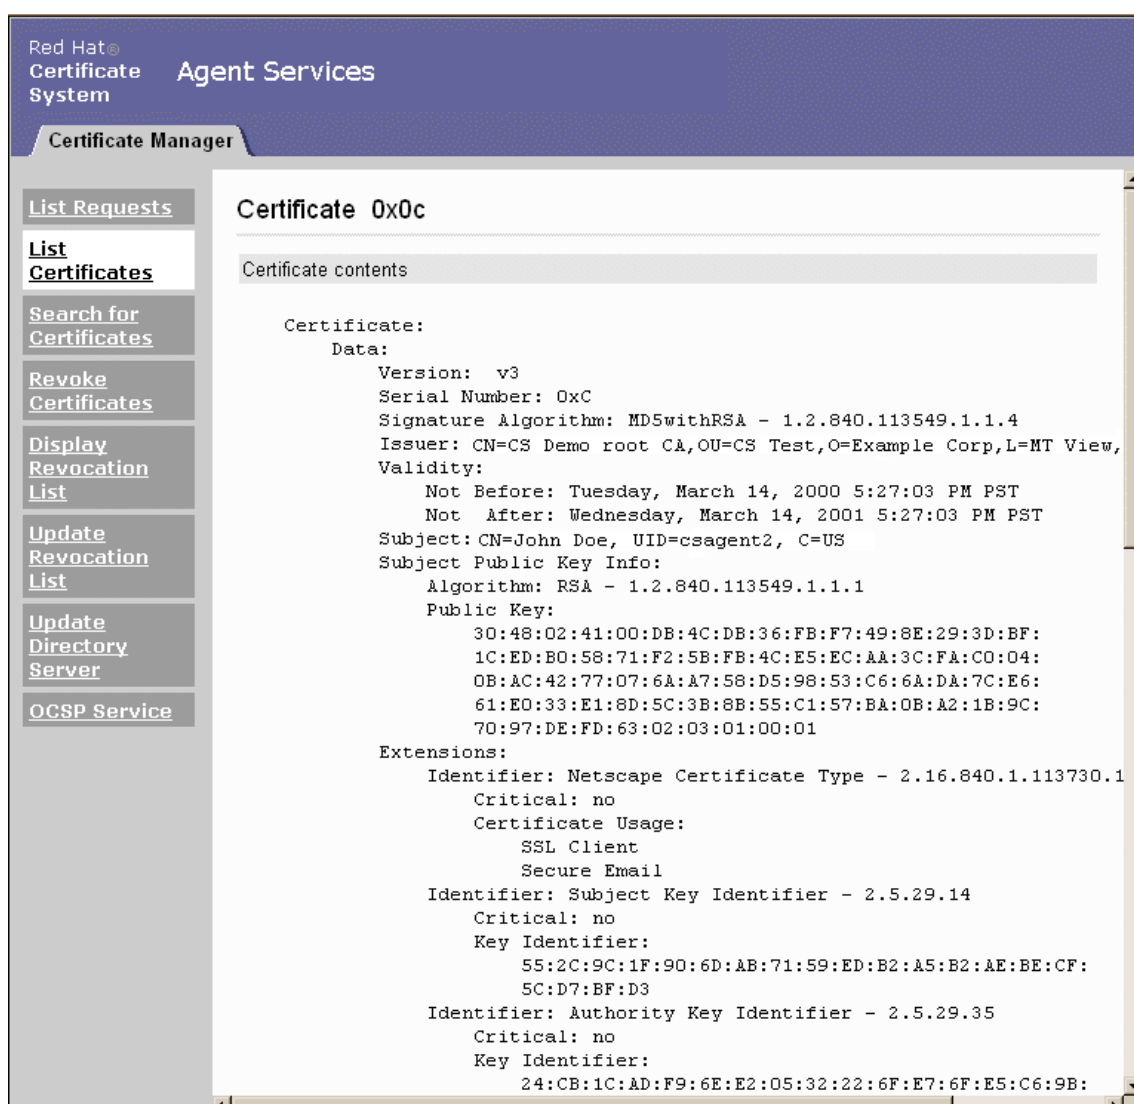 Red Hat®
Certificate
System
Agent Services
Certificate Manager
List Requests
List
Certificates
Search for
Certificates
Revoke
Certificates
Display
Revocation
List
Update
Revocation
List
Update
Directory
Server
OCSP Service
Certificate 0x0c
Certificate contents
Certificate:
Data:
Version: v3
Serial Number: 0xC
Signature Algorithm: MD5withRSA - 1.2.840.113549.1.1.4
Issuer: CN=CS Demo root CA,OU=CS Test,O=Example Corp,L=MT View,
Validity:
Not Before: Tuesday, March 14, 2000 5:27:03 PM PST
Not After: Wednesday, March 14, 2001 5:27:03 PM PST
Subject: CN=John Doe, UID=csagent2, C=US
Subject Public Key Info:
Algorithm: RSA - 1.2.840.113549.1.1.1
Public Key:
30:48:02:41:00:DB:4C:DB:36:FB:F7:49:8E:29:3D:BF:
1C:ED:B0:58:71:F2:5B:FB:4C:E5:EC:AA:3C:FA:C0:04:
0B:AC:42:77:07:6A:A7:58:D5:98:53:C6:6A:DA:7C:E6:
61:E0:33:E1:8D:5C:3B:8B:55:C1:57:BA:0B:A2:1B:9C:
70:97:DE:FD:63:02:03:01:00:01
Extensions:
Identifier: Netscape Certificate Type - 2.16.840.1.113730.1
Critical: no
Certificate Usage:
SSL Client
Secure Email
Identifier: Subject Key Identifier - 2.5.29.14
Critical: no
Key Identifier:
55:2C:9C:1F:90:6D:AB:71:59:ED:B2:A5:B2:AE:BE:CF:
5C:D7:BF:D3
Identifier: Authority Key Identifier - 2.5.29.35
Critical: no
Key Identifier:
24:CB:1C:AD:F9:6E:E2:05:32:22:6F:E7:6F:E5:C6:9B: